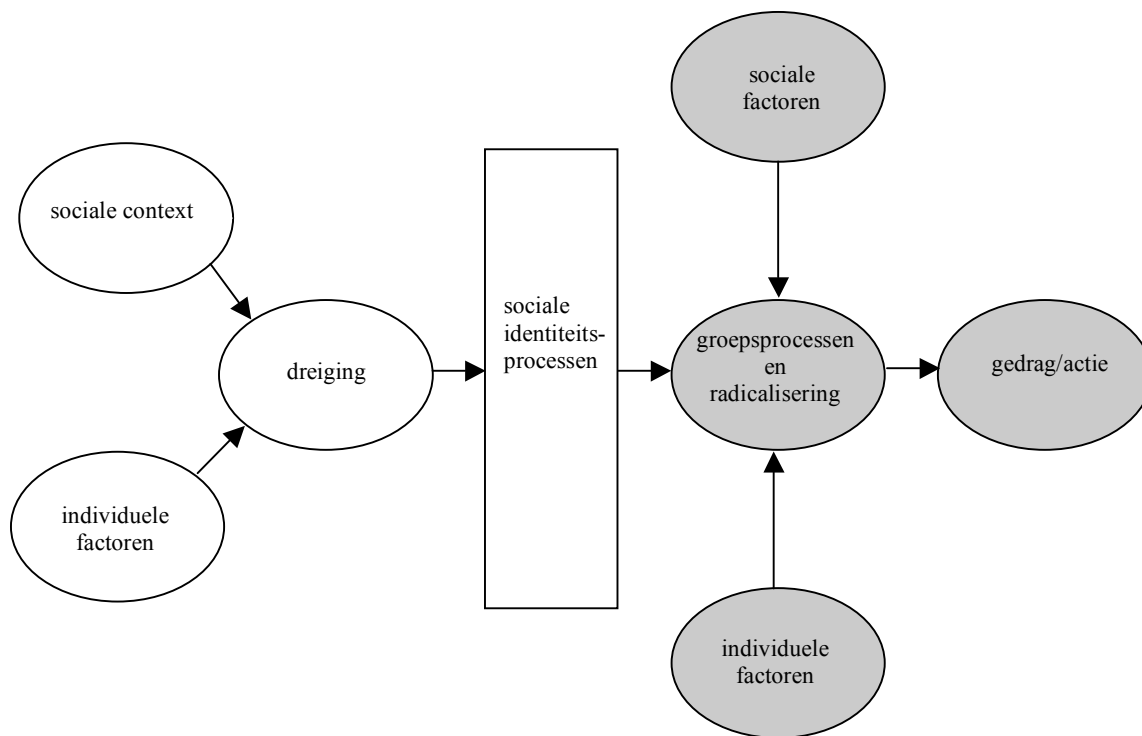 sociale
factoren
sociale context
sociale
identiteits-
processen
dreiging
groepsprocessen
en
radicalisering
gedrag/actie
individuele
factoren
individuele
factoren